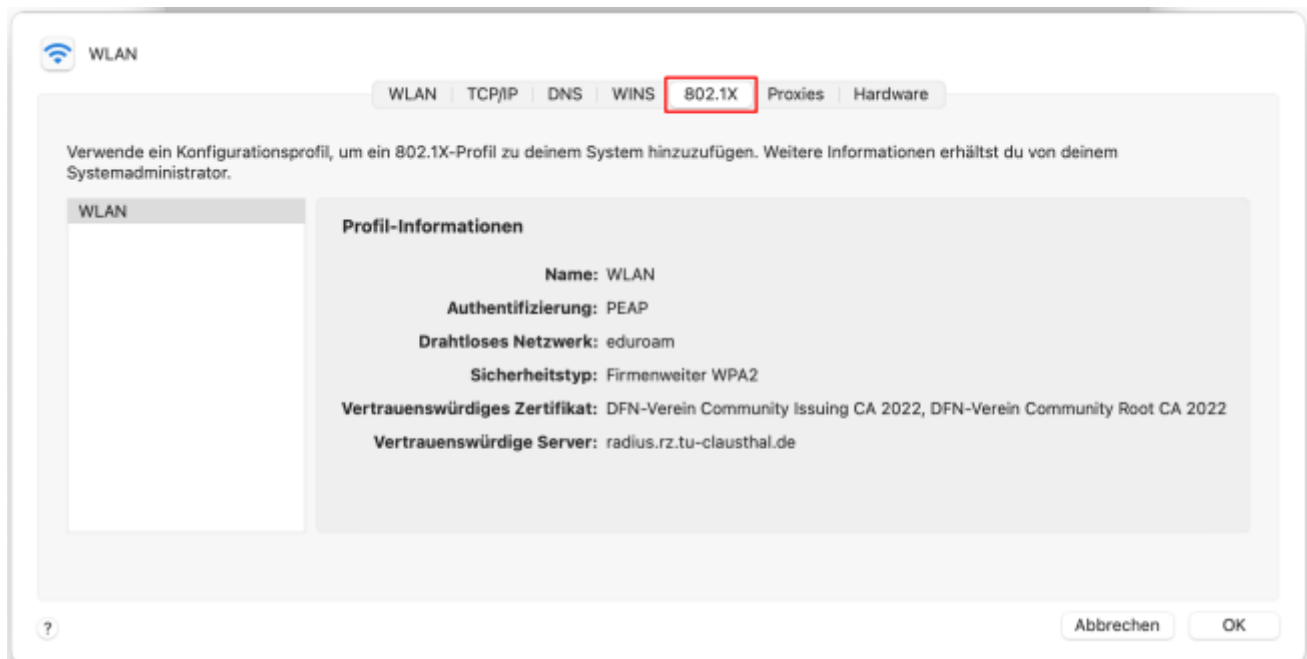 WLAN
WLAN TCP/IP DNS WINS 802.1X Proxies Hardware
Verwende ein Konfigurationsprofil, um ein 802.1X-Profil zu deinem System hinzuzufügen. Weitere Informationen erhältst du von deinem
Systemadministrator.
WLAN
Profil-Informationen
Name: WLAN
Authentifizierung: PEAP
Drahtloses Netzwerk: eduroam
Sicherheitstyp: Firmenweiter WPA2
Vertrauenswürdiges Zertifikat: DFN-Verein Community Issuing CA 2022, DFN-Verein Community Root CA 2022
Vertrauenswürdige Server: radius.rz.tu-clausthal.de
? Abbrechen OK